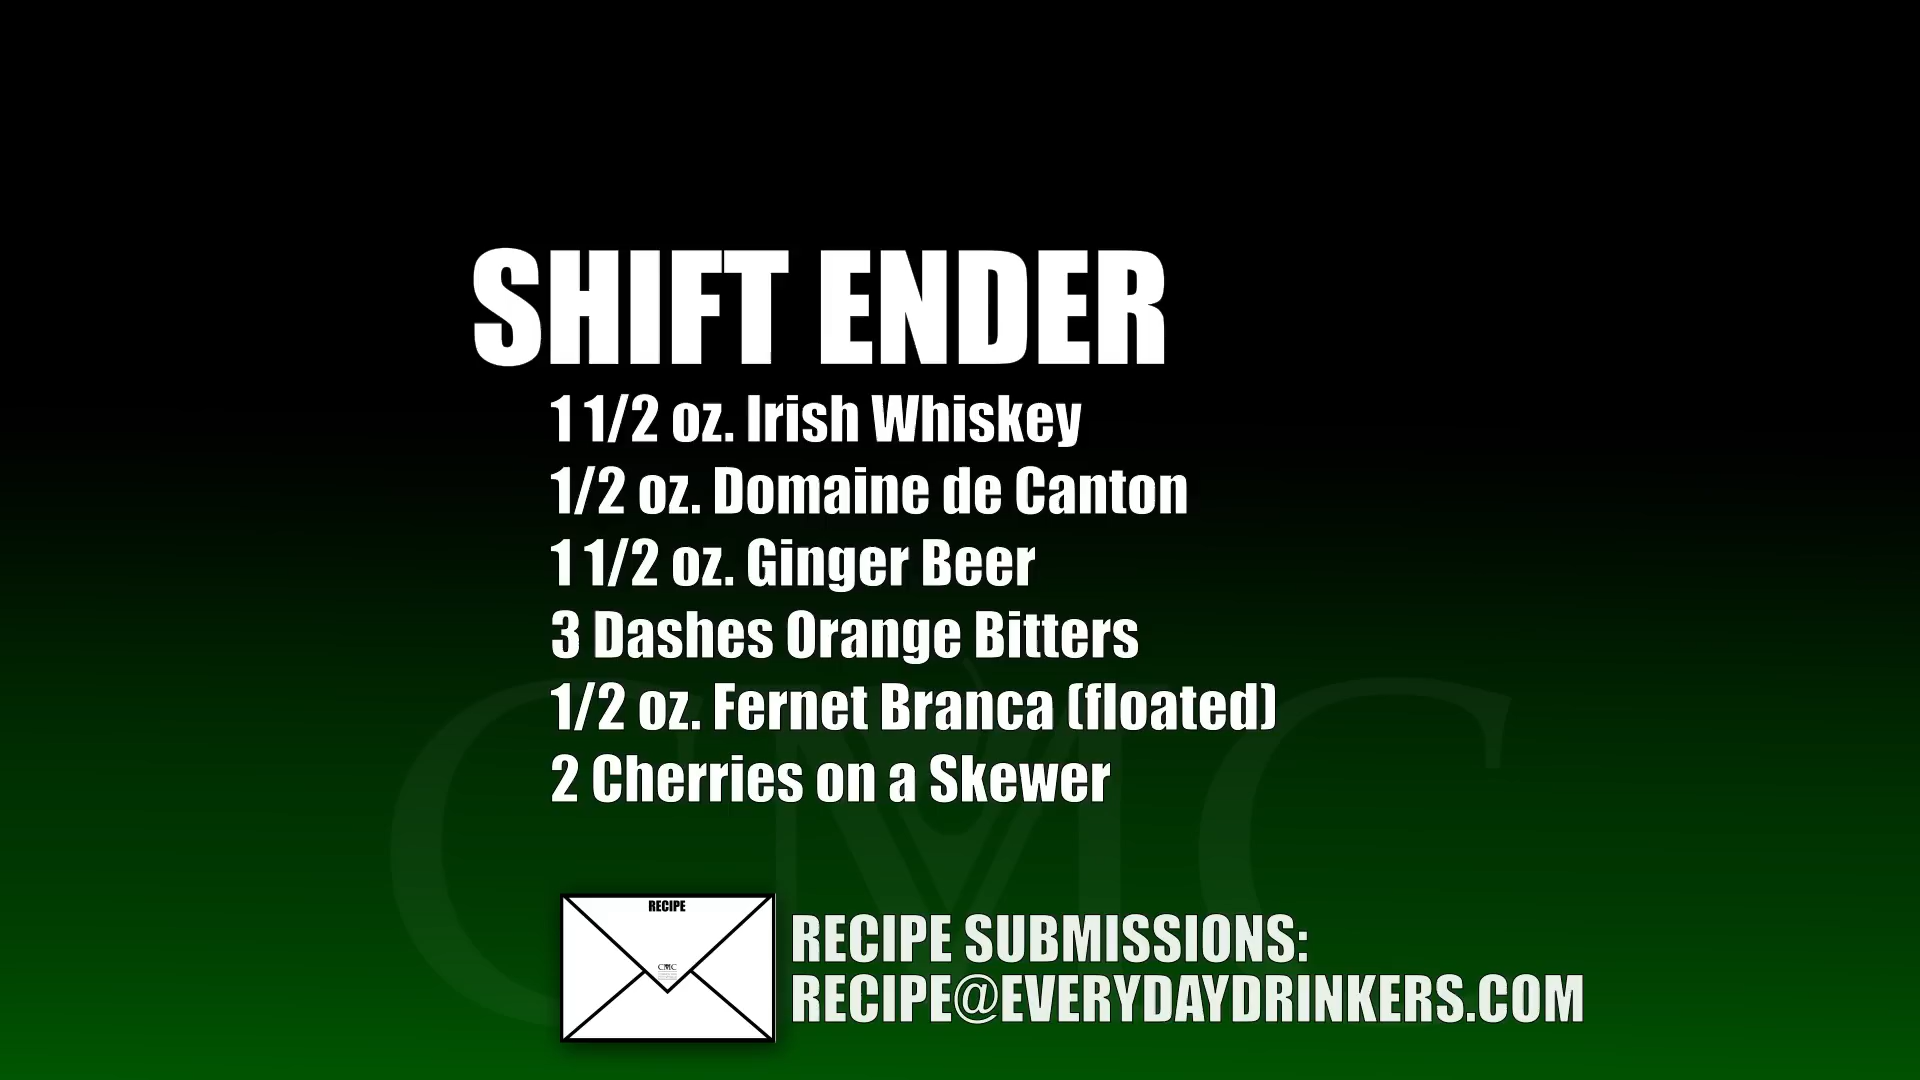 SHIFT ENDER
1 1/2 oz. Irish Whiskey
1/2 oz. Domaine de Canton
1 1/2 oz. Ginger Beer
3 Dashes Orange Bitters
1/2 oz. Fernet Branca (floated)
2 Cherries on a Skewer
CMC
RECIPE
CMC
RECIPE SUBMISSIONS:
RECIPE@EVERYDAYDRINKERS.COM